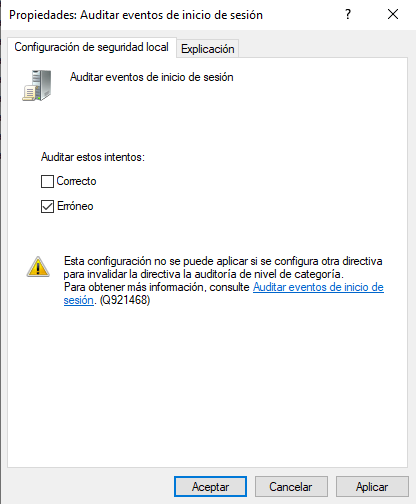 Propiedades: Auditar eventos de inicio de sesión
Configuración de seguridad local
Explicación
Auditar eventos de inicio de sesión
Auditar estos intentos:
Correcto
Erróneo
Esta configuración no se puede aplicar si se configura otra directiva
para invalidar la directiva la auditoría de nivel de categoría.
Para obtener más información, consulte Auditar eventos de inicio de
sesión. (Q921468)
Aceptar
Cancelar
Aplicar